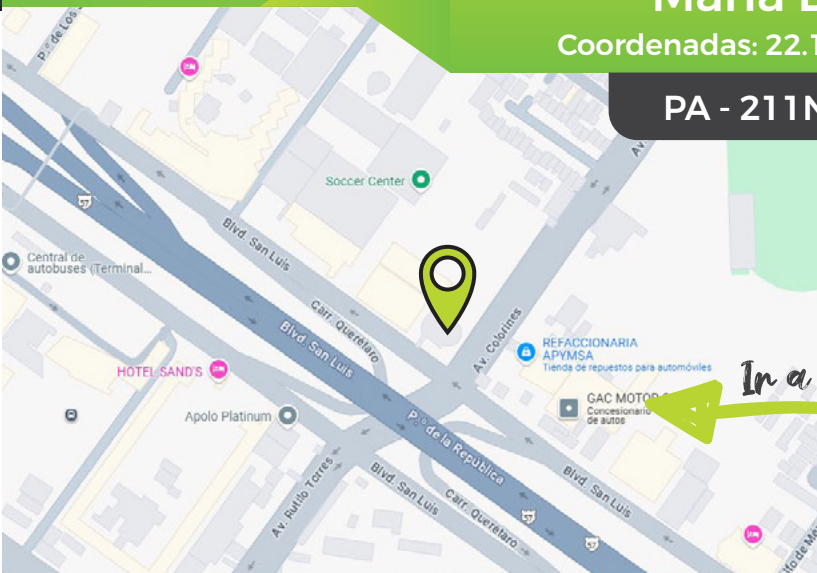 María
Coordenadas: 22.1
PA - 211N
P.º de Los
57
Soccer Center
Av.
Blvd. San Luis
Central de
autobuses (Terminal...
Carr. Querétaro
Blvd. San Luis
Av. Colorines
REFACCIONARIA
APYMSA
Tienda de repuestos para automóviles
HOTEL SAND'S
In a
GAC MOTOR
Concesionario
de autos
Apolo Platinum
P.º de la República
Av. Rutilo Torres
Blvd. San Luis
Carr. Querétaro
Blvd. San Luis
57
57